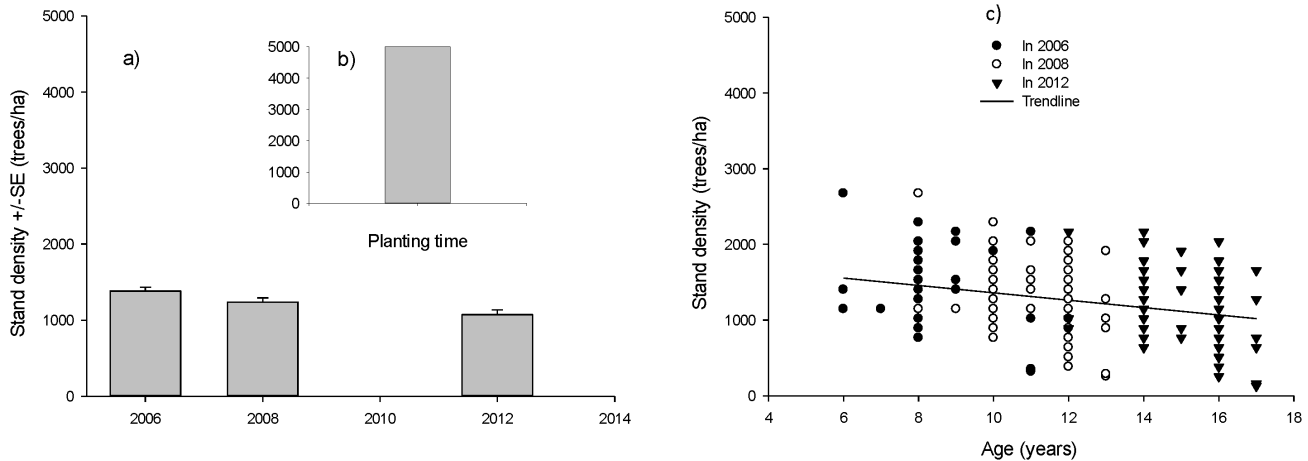 a)
Stand density +/-SE (trees/ha)
5000
4000
3000
2000
1000
0
2006
2008
2010
2012
2014
b)
5000
4000
3000
2000
1000
0
Planting time
c)
In 2006
In 2008
In 2012
Trendline
Stand density (trees/ha)
5000
4000
3000
2000
1000
0
4
6
8
10
12
14
16
18
Age (years)